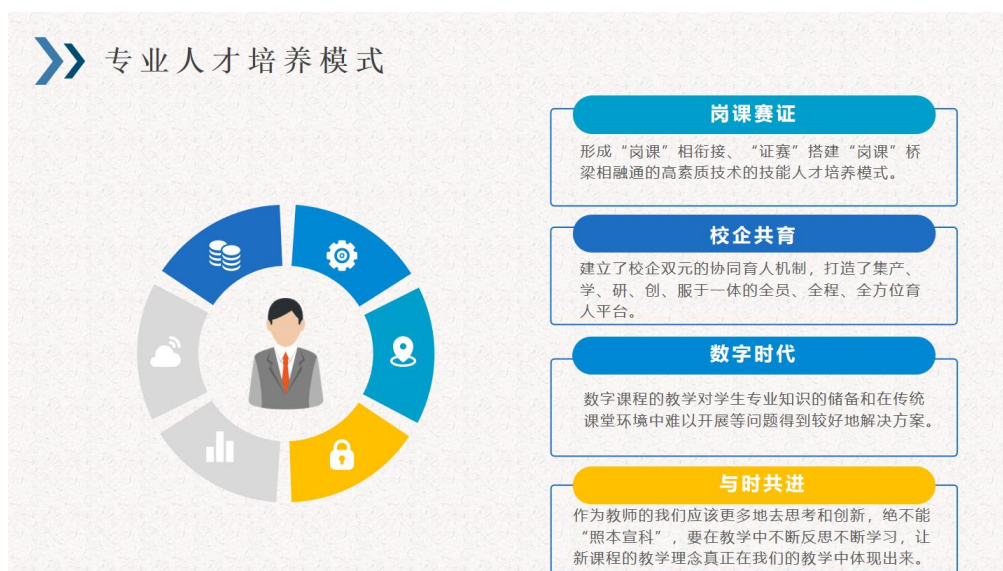 专业人才培养模式
岗课赛证
形成“岗课”相衔接、“证赛”搭建“岗课”桥
梁相融通的高素质技术的技能人才培养模式。
校企共育
建立了校企双元的协同育人机制，打造了集产、
学、研、创、服于一体的全员、全程、全方位育
人平台。
数字时代
数字课程的教学对学生专业知识的储备和在传统
课堂环境中难以开展等问题得到较好地解决方案。
与时共进
作为教师的我们应该更多地去思考和创新，绝不能
“照本宣科”，要在教学中不断反思不断学习，让
新课程的教学理念真正在我们的教学中体现出来。